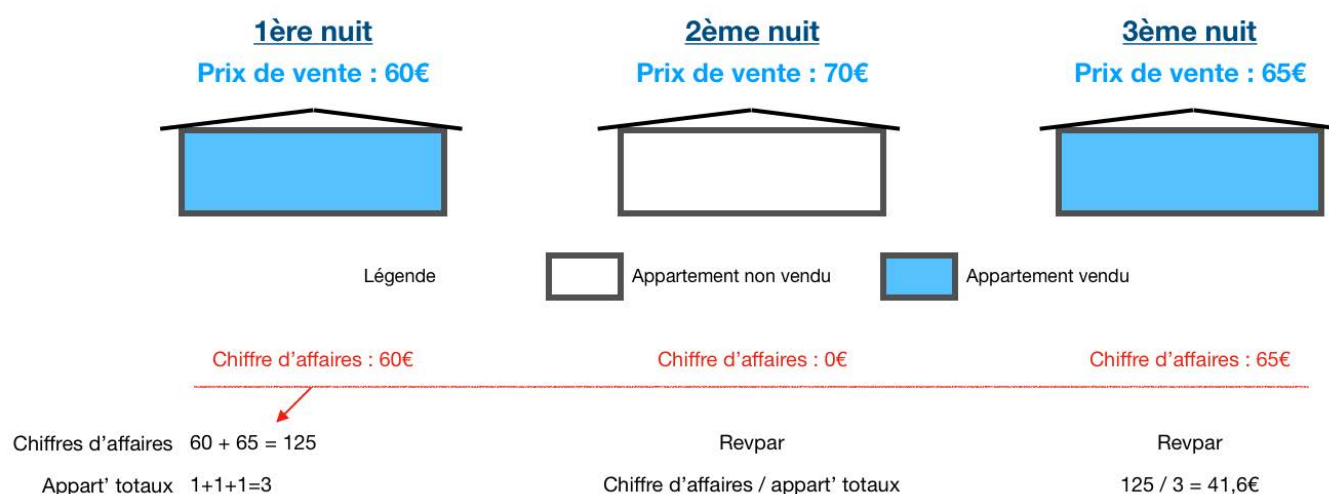 1ère nuit
2ème nuit
3ème nuit
Prix de vente : 60€
Prix de vente : 70€
Prix de vente : 65€
Légende
Appartement non vendu
Appartement vendu
Chiffre d’affaires : 60€
Chiffre d’affaires : 0€
Chiffre d’affaires : 65€
Chiffres d’affaires 60 + 65 = 125
Revpar
Revpar
Appart’ totaux 1+1+1=3
Chiffre d’affaires / appart’ totaux
125 / 3 = 41,6€